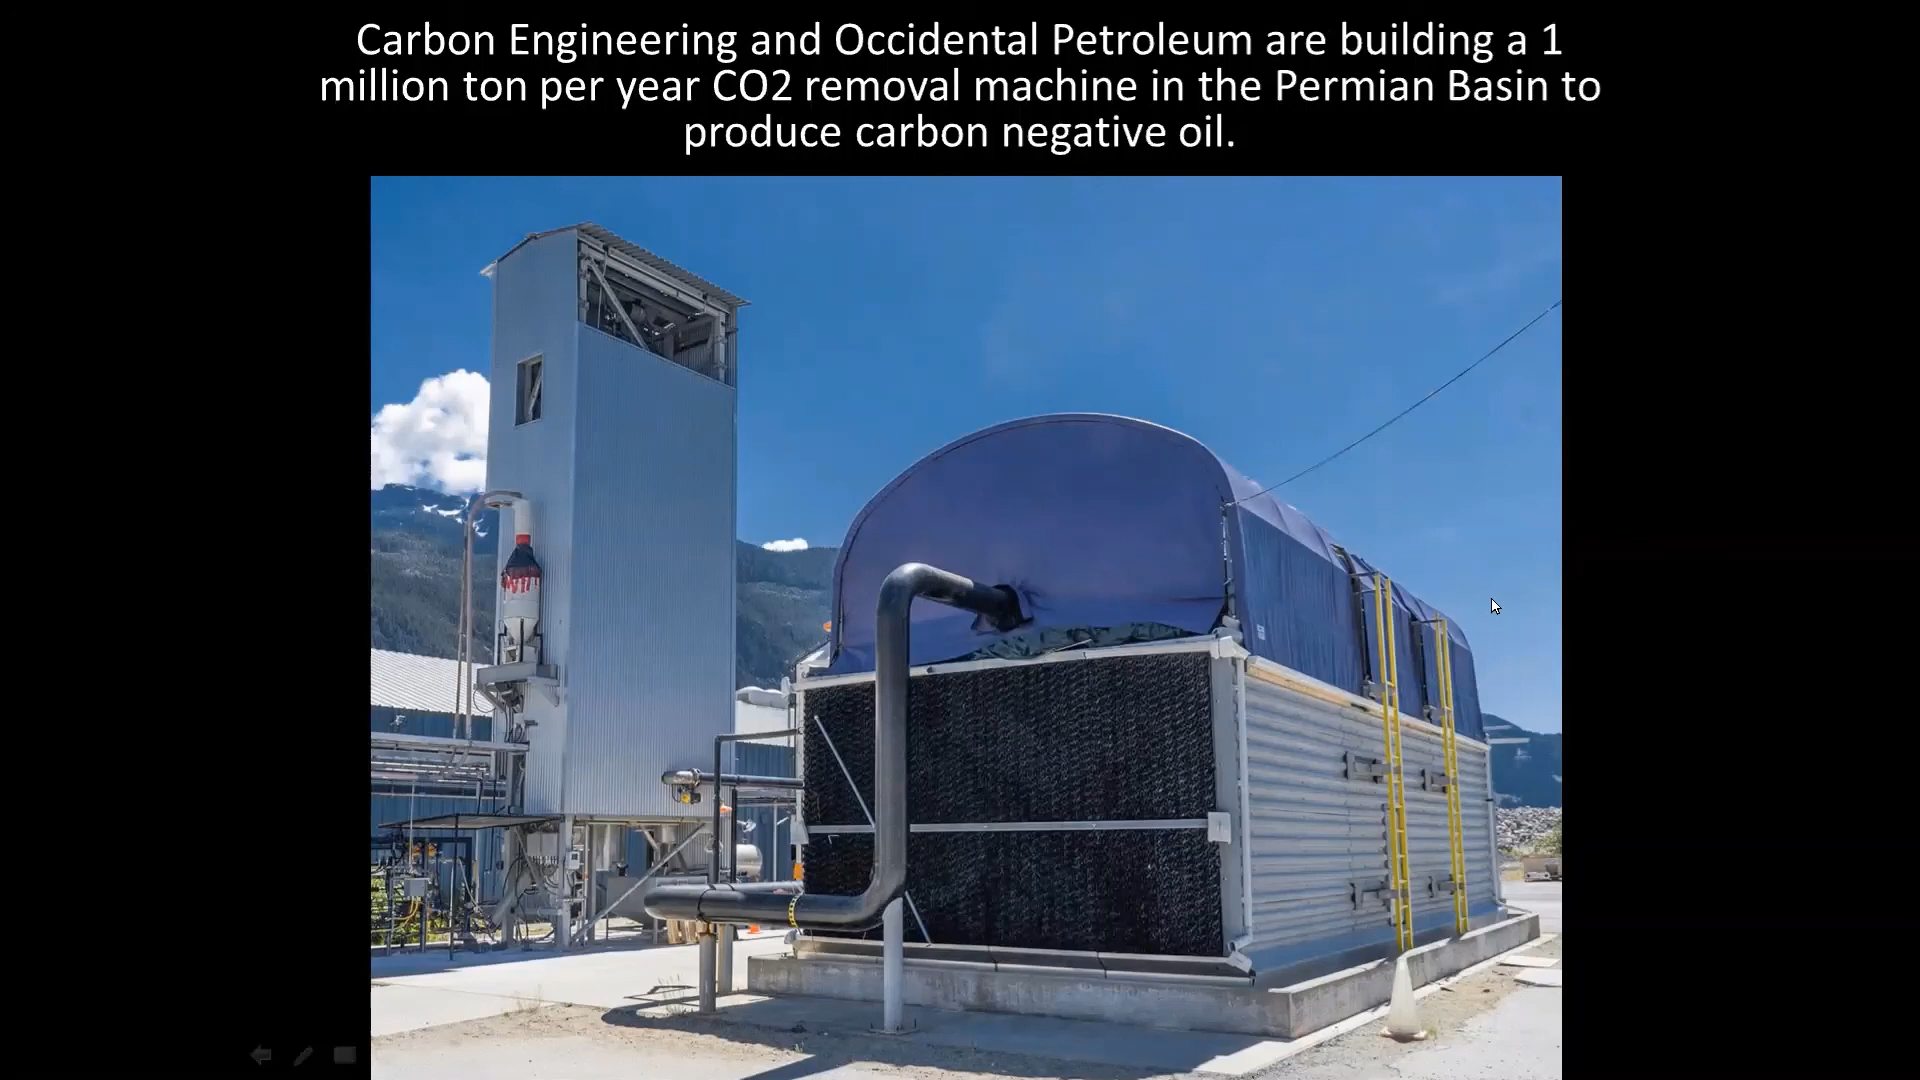 Carbon Engineering and Occidental Petroleum are building a 1
million ton per year CO2 removal machine in the Permian Basin to
produce carbon negative oil.